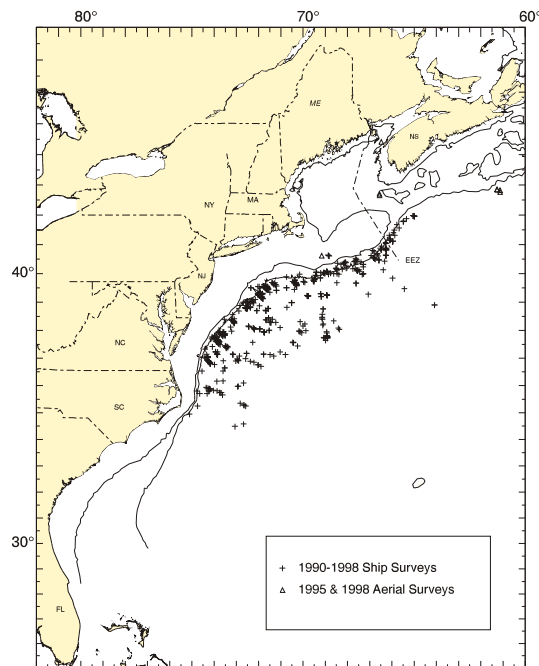 80° 70° 60°
ME
NS
NY MA
EEZ
40° NJ
NC
SC
30°
1990-1998 Ship Surveys
1995 & 1998 Aerial Surveys
FL